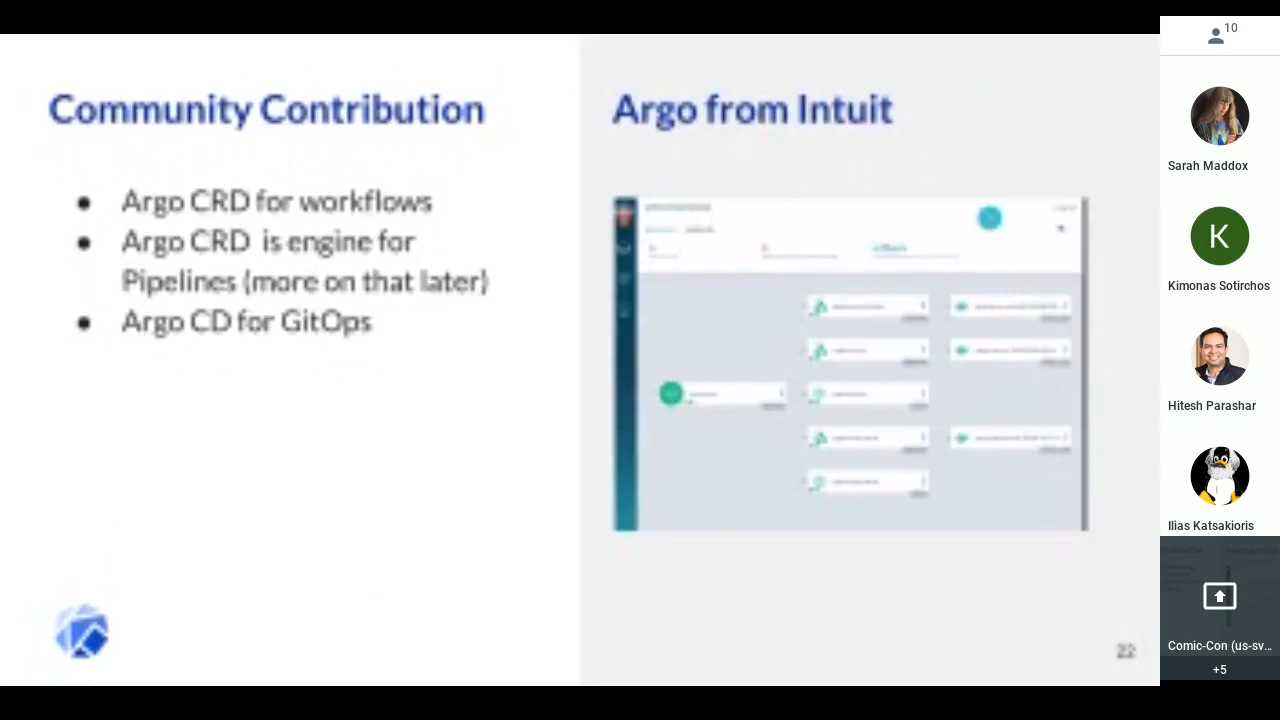 Community Contribution
● Argo CRD for workflows
● Argo CRD is engine for
Pipelines (more on that later)
● Argo CD for GitOps
Argo from Intuit
22
10
Sarah Maddox
K
Kimonas Sotirchos
Hitesh Parashar
Ilias Katsakioris
Comic-Con (us-sv...
+5